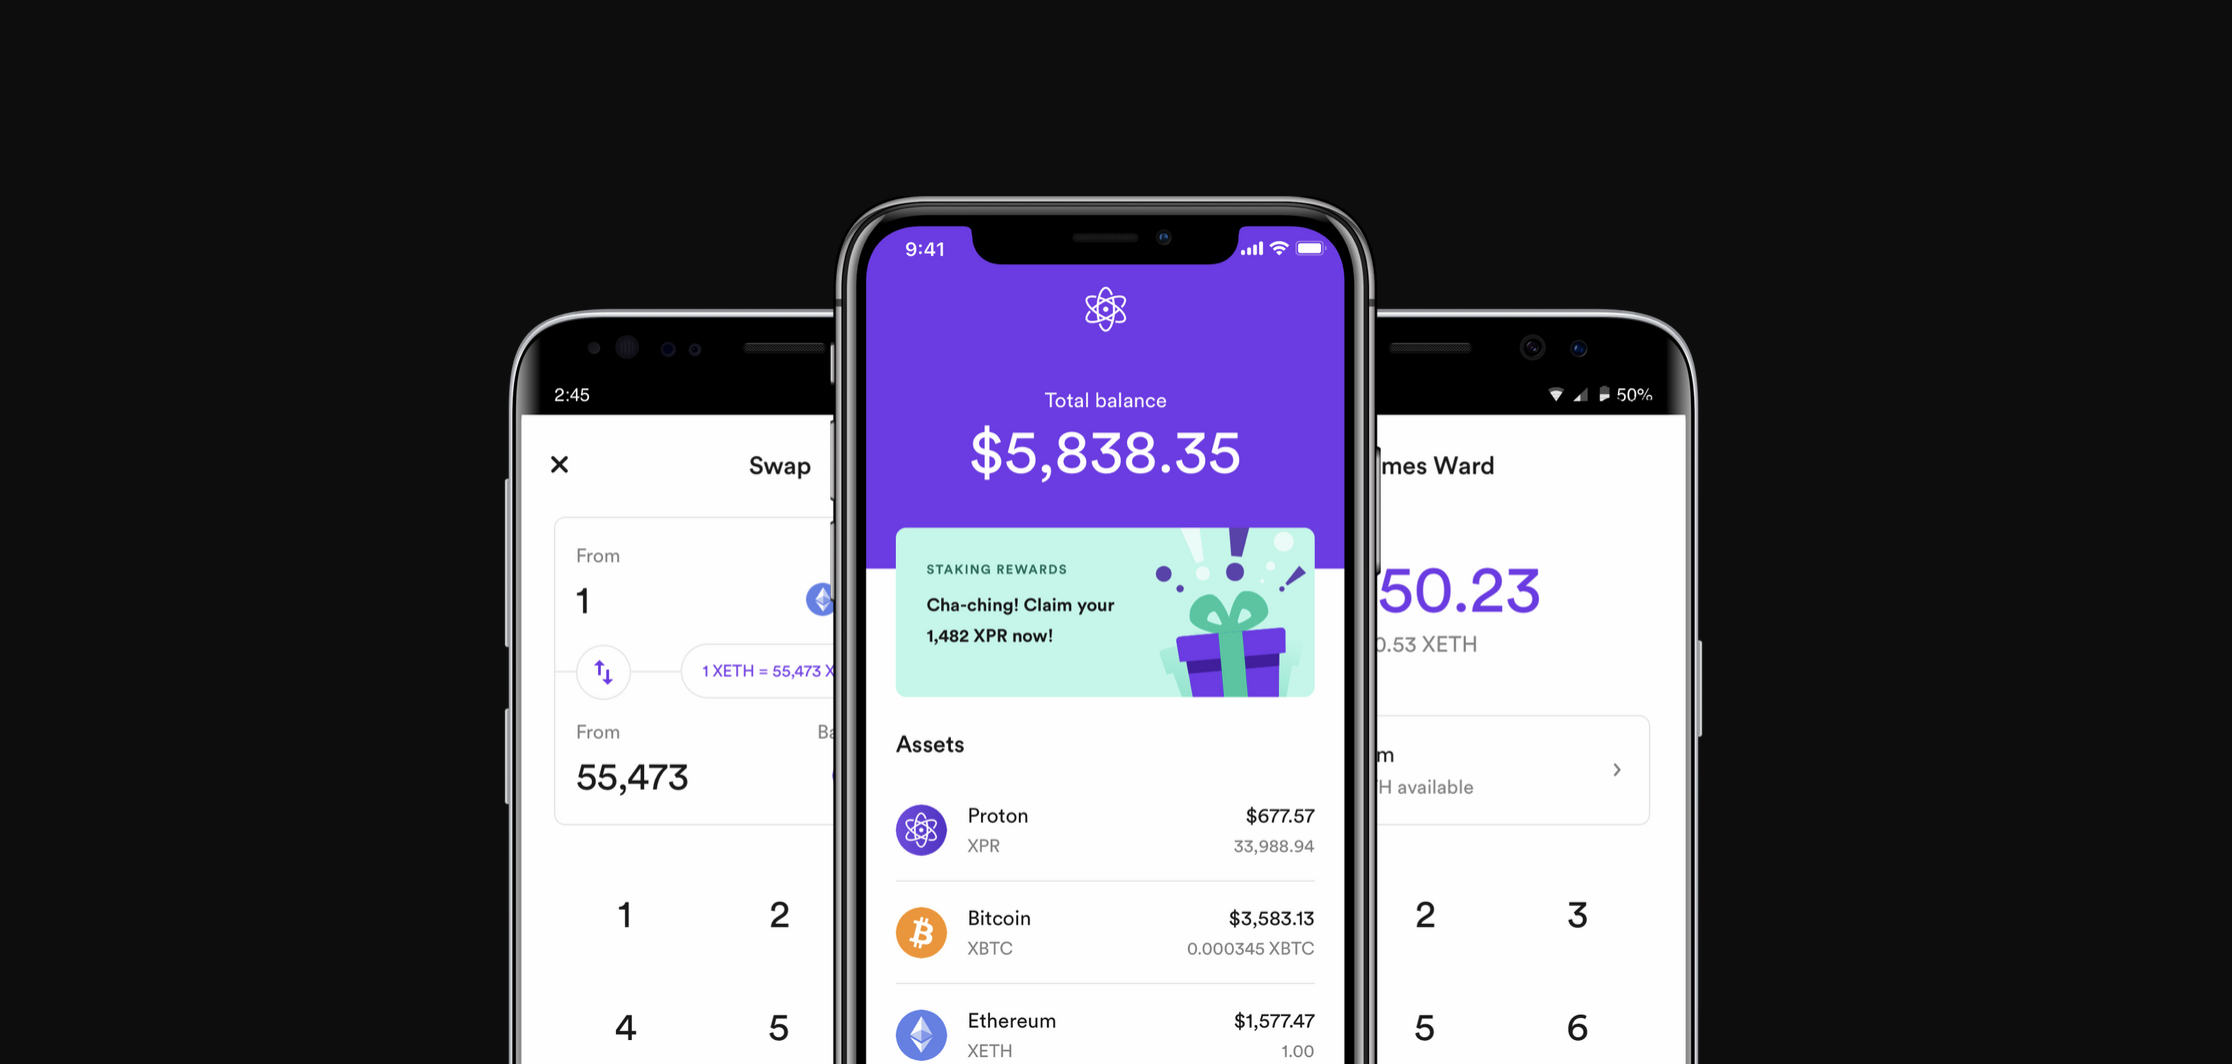 2:45
Swap
From
1
1 XETH = 55,473 X
From
Ba
55,473
1
2
4
5
9:41
Total balance
$5,838.35
STAKING REWARDS
Cha-ching! Claim your
1,482 XPR now!
Assets
Proton
$677.57
XPR
33,988.94
Bitcoin
$3,583.13
XBTC
0.000345 XBTC
Ethereum
$1,577.47
XETH
1.00
50%
mes Ward
50.23
0.53 XETH
m
H available
2
3
5
6